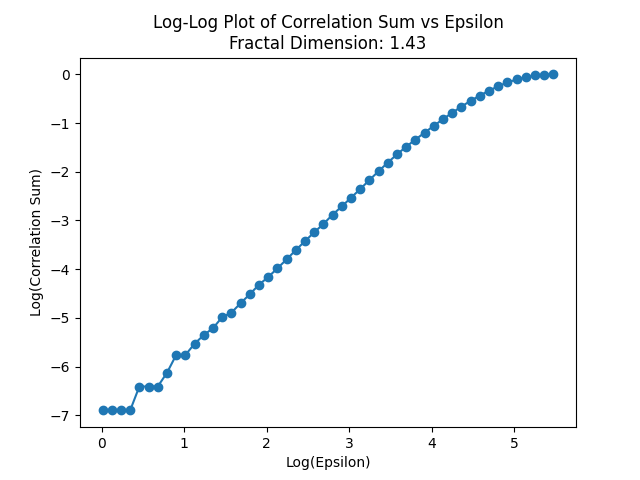 Log-Log Plot of Correlation Sum vs Epsilon
Fractal Dimension: 1.43
0
−1
−2
−3
−4
−5
−6
−7
Log(Correlation Sum)
0 1 2 3 4 5
Log(Epsilon)